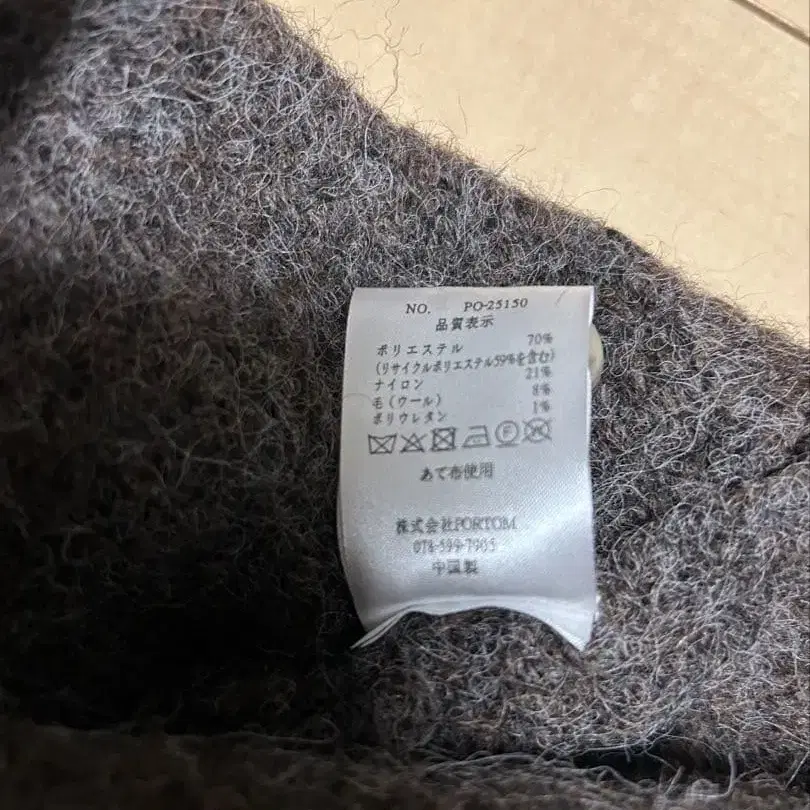 NO. PO-25150
品質表示
ポリエステル 70%
(リサイクルポリエステル59%を含む)
ナイロン 21%
毛(ウール) 8%
ポリウレタン 1%
あて布使用
株式会社PORTOM
中国製